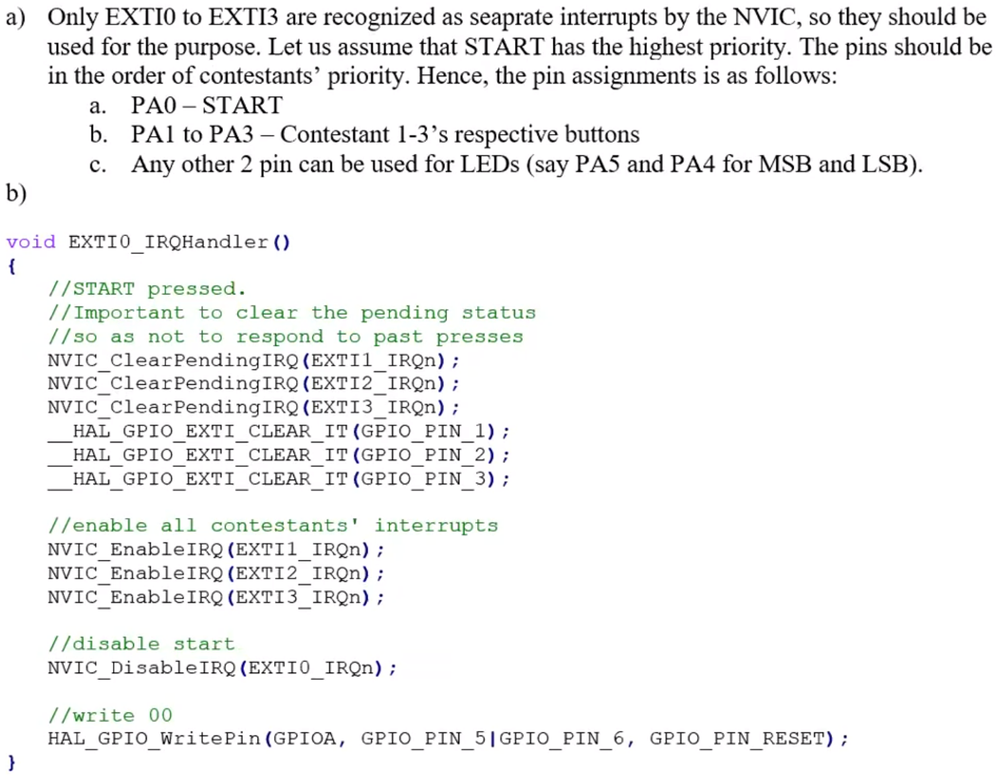 a) Only EXTI0 to EXTI3 are recognized as seaprate interrupts by the NVIC, so they should be
used for the purpose. Let us assume that START has the highest priority. The pins should be
in the order of contestants’ priority. Hence, the pin assignments is as follows:
a. PA0 – START
b. PA1 to PA3 – Contestant 1-3’s respective buttons
c. Any other 2 pin can be used for LEDs (say PA5 and PA4 for MSB and LSB).
b)
void EXTI0_IRQHandler()
{
//START pressed.
//Important to clear the pending status
//so as not to respond to past presses
NVIC_ClearPendingIRQ(EXTI1_IRQn);
NVIC_ClearPendingIRQ(EXTI2_IRQn);
NVIC_ClearPendingIRQ(EXTI3_IRQn);
__HAL_GPIO_EXTI_CLEAR_IT(GPIO_PIN_1);
__HAL_GPIO_EXTI_CLEAR_IT(GPIO_PIN_2);
__HAL_GPIO_EXTI_CLEAR_IT(GPIO_PIN_3);
//enable all contestants' interrupts
NVIC_EnableIRQ(EXTI1_IRQn);
NVIC_EnableIRQ(EXTI2_IRQn);
NVIC_EnableIRQ(EXTI3_IRQn);
//disable start
NVIC_DisableIRQ(EXTI0_IRQn);
//write 00
HAL_GPIO_WritePin(GPIOA, GPIO_PIN_5|GPIO_PIN_6, GPIO_PIN_RESET);
}